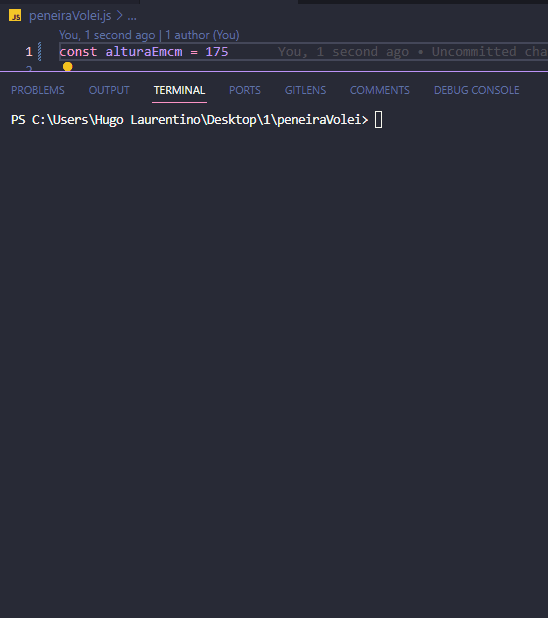 JS peneiraVolei.js > ...
You, 1 second ago | 1 author (You)
1 const alturaEmcm = 175 You, 1 second ago • Uncommitted cha
2
PROBLEMS OUTPUT TERMINAL PORTS GITLENS COMMENTS DEBUG CONSOLE
PS C:\Users\Hugo Laurentino\Desktop\1\peneiraVolei>